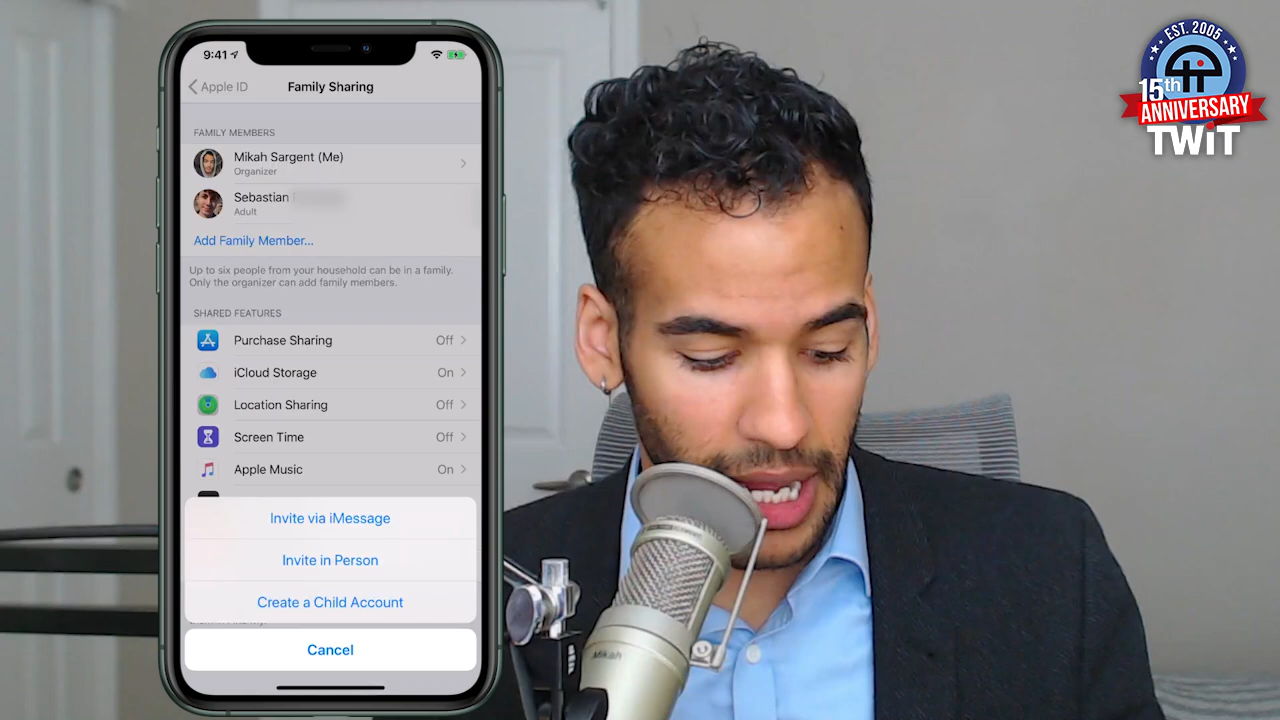 9:41
Apple ID
Family Sharing
FAMILY MEMBERS
Mikah Sargent (Me)
Organizer
Sebastian
Adult
Add Family Member...
Up to six people from your household can be in a family.
Only the organizer can add family members.
SHARED FEATURES
Purchase Sharing Off
iCloud Storage On
Location Sharing Off
Screen Time Off
Apple Music On
Invite via iMessage
Invite in Person
Create a Child Account
Cancel
Mikah
EST. 2005
15th
ANNIVERSARY
TWiT